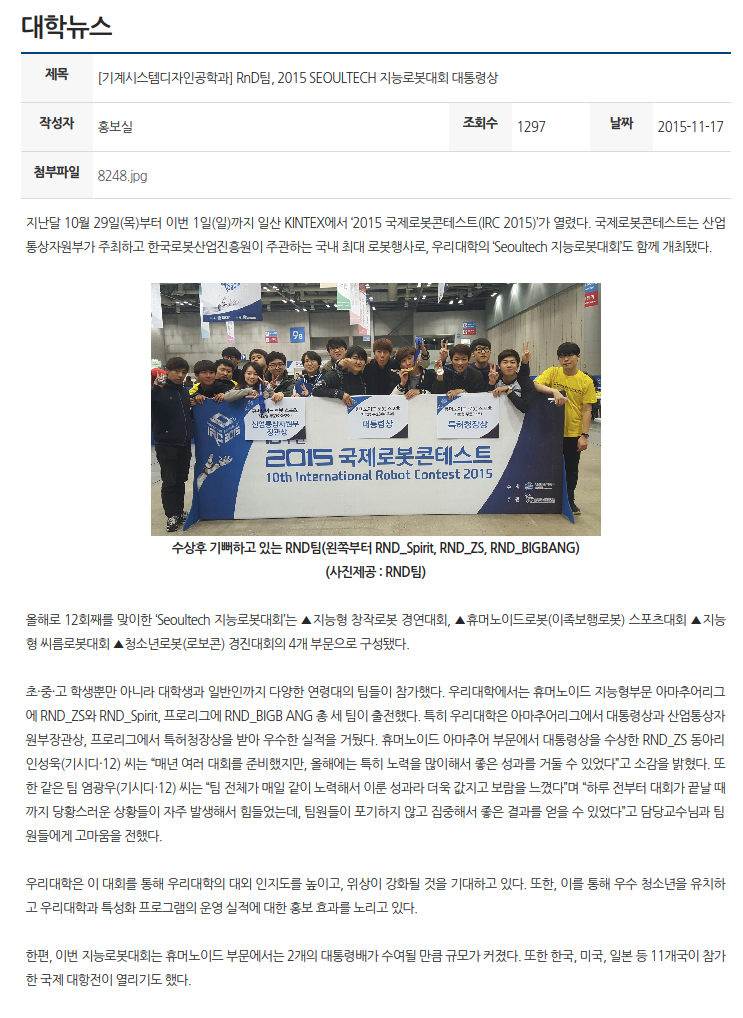 대학뉴스
제목 [기계시스템디자인공학과] RnD팀, 2015 SEOULTECH 지능로봇대회 대통령상
작성자 홍보실 조회수 1297 날짜 2015-11-17
첨부파일 8248.jpg
지난달 10월 29일(목)부터 이번 1일(일)까지 일산 KINTEX에서 '2015 국제로봇콘테스트(IRC 2015)'가 열렸다. 국제로봇콘테스트는 산업
통상자원부가 주최하고 한국로봇산업진흥원이 주관하는 국내 최대 로봇행사로, 우리대학의 'Seoultech 지능로봇대회'도 함께 개최됐다.
9B
산업통상자원부
장관상
대통령상
특허청장상
2015 국제로봇콘테스트
10th International Robot Contest 2015
수상후 기뻐하고 있는 RND팀(왼쪽부터 RND_Spirit, RND_ZS, RND_BIGBANG)
(사진제공 : RND팀)
올해로 12회째를 맞이한 'Seoultech 지능로봇대회'는 ▲지능형 창작로봇 경연대회, ▲휴머노이드로봇(이족보행로봇) 스포츠대회 ▲지능
형 씨름로봇대회 ▲청소년로봇(로보콘) 경진대회의 4개 부문으로 구성됐다.
초·중·고 학생뿐만 아니라 대학생과 일반인까지 다양한 연령대의 팀들이 참가했다. 우리대학에서는 휴머노이드 지능형부문 아마추어리그
에 RND_ZS와 RND_Spirit, 프로리그에 RND_BIGB ANG 총 세 팀이 출전했다. 특히 우리대학은 아마추어리그에서 대통령상과 산업통상자
원부장관상, 프로리그에서 특허청장상을 받아 우수한 실적을 거뒀다. 휴머노이드 아마추어 부문에서 대통령상을 수상한 RND_ZS 동아리
인성욱(기시디·12) 씨는 "매년 여러 대회를 준비했지만, 올해에는 특히 노력을 많이해서 좋은 성과를 거둘 수 있었다"고 소감을 밝혔다. 또
한 같은 팀 염광우(기시디·12) 씨는 "팀 전체가 매일 같이 노력해서 이룬 성과라 더욱 값지고 보람을 느꼈다"며 "하루 전부터 대회가 끝날 때
까지 당황스러운 상황들이 자주 발생해서 힘들었는데, 팀원들이 포기하지 않고 집중해서 좋은 결과를 얻을 수 있었다"고 담당교수님과 팀
원들에게 고마움을 전했다.
우리대학은 이 대회를 통해 우리대학의 대외 인지도를 높이고, 위상이 강화될 것을 기대하고 있다. 또한, 이를 통해 우수 청소년을 유치하
고 우리대학과 특성화 프로그램의 운영 실적에 대한 홍보 효과를 노리고 있다.
한편, 이번 지능로봇대회는 휴머노이드 부문에서는 2개의 대통령배가 수여될 만큼 규모가 커졌다. 또한 한국, 미국, 일본 등 11개국이 참가
한 국제 대항전이 열리기도 했다.